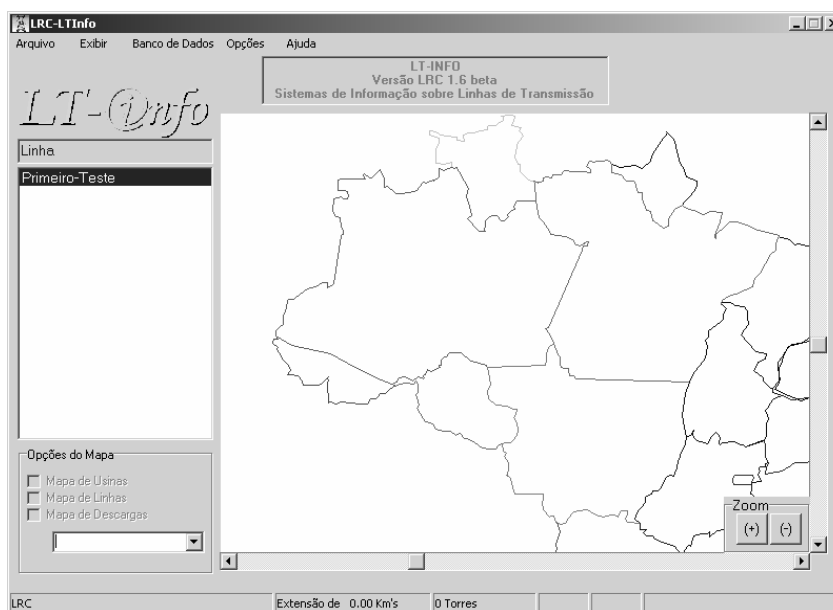 LRC-LTInfo
Arquivo Exibir Banco de Dados Opções Ajuda
LT-INFO
Versão LRC 1.6 beta
Sistemas de Informação sobre Linhas de Transmissão
LT-@info
Linha
Primeiro-Teste
Opções do Mapa
Mapa de Usinas
Mapa de Linhas
Mapa de Descargas
Zoom
(+) (-)
LRC Extensão de 0.00 Km's 0 Torres